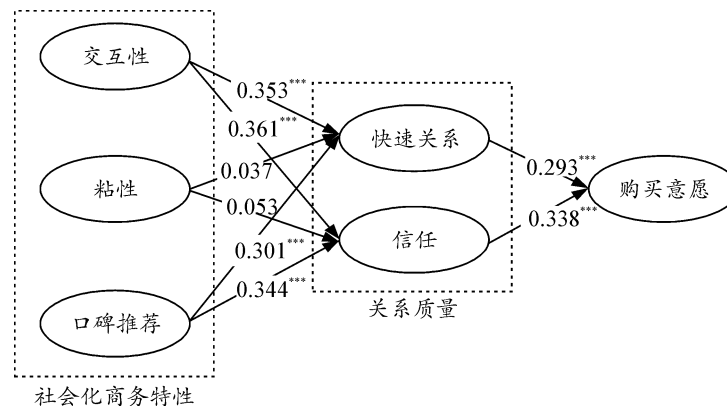 交互性
0.353***
0.361***
快速关系
粘性
0.037
0.293***
购买意愿
0.053
0.338***
信任
0.301***
0.344***
口碑推荐
关系质量
社会化商务特性